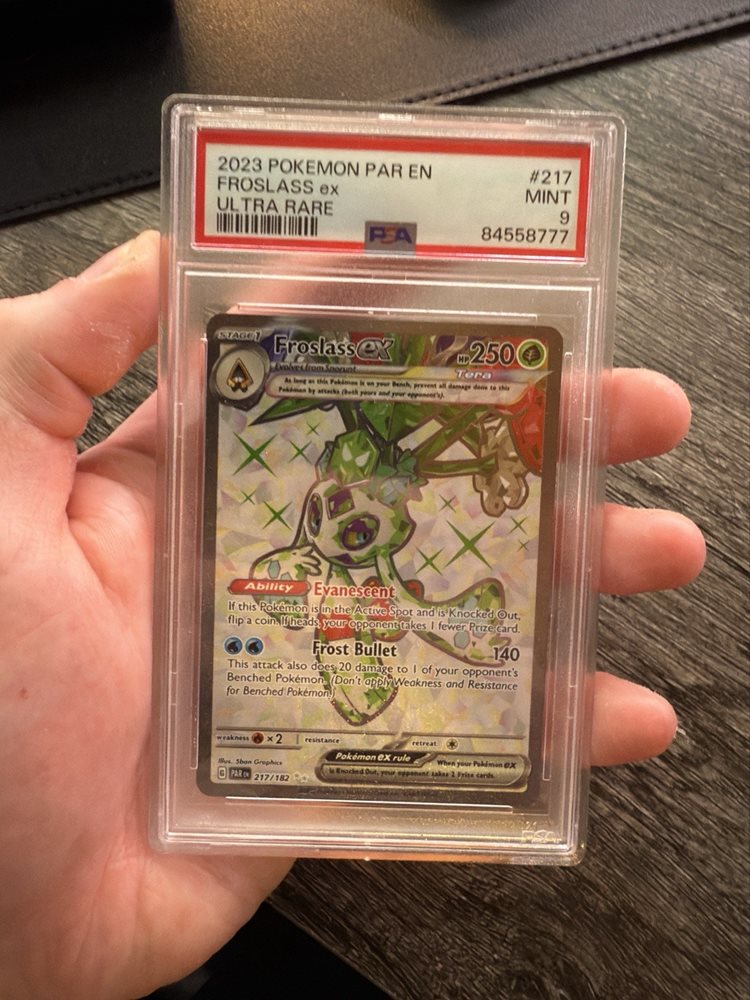 2023 POKEMON PAR EN #217
FROSLASS ex MINT
ULTRA RARE 9
PSA 84558777
STAGE 1 Froslass ex HP 250
Evolves from Snorunt Tera
As long as this Pokémon is on your Bench, prevent all damage done to this
Pokémon by attacks (both yours and your opponent's).
Ability Evanescent
If this Pokémon is in the Active Spot and is Knocked Out,
flip a coin. If heads, your opponent takes 1 fewer Prize card.
Frost Bullet 140
This attack also does 20 damage to 1 of your opponent's
Benched Pokémon. (Don't apply Weakness and Resistance
for Benched Pokémon.)
weakness ×2 resistance retreat
Illus. 5ban Graphics Pokémon ex rule When your Pokémon ex
is Knocked Out, your opponent takes 2 Prize cards.
G PAR EN 217/182